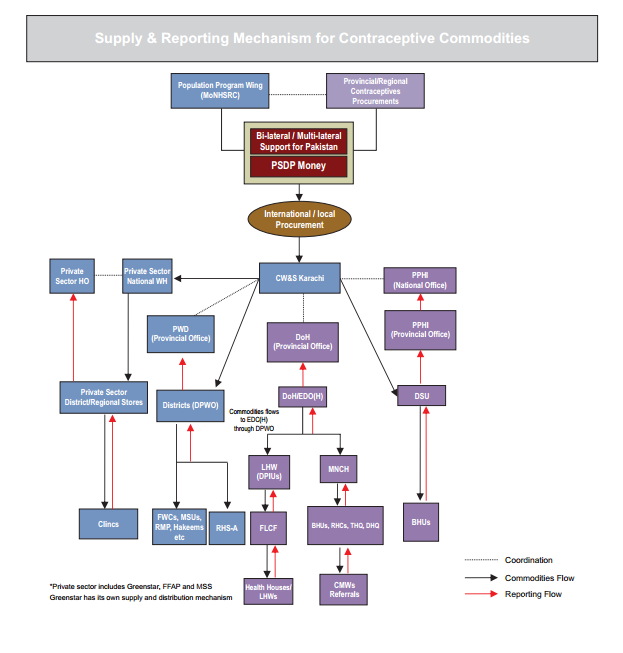 Supply & Reporting Mechanism for Contraceptive Commodities
Population Program Wing
(MoNHSRC)
Provincial/Regional
Contraceptives
Procurements
Bi-lateral / Multi-lateral
Support for Pakistan
PSDP Money
International / local
Procurement
Private
Sector HO
Private Sector
National WH
CW&S Karachi
PPHI
(National Office)
PWD
(Provincial Office)
DoH
(Provincial Office)
PPHI
(Provincial Office)
Private Sector
District/Regional Stores
Districts (DPWO)
DoH/EDO(H)
DSU
Commodities flows
to EDC(H)
through DPWO
LHW
(DPIUs)
MNCH
Clincs
FWCs, MSUs,
RMP, Hakeems
etc
RHS-A
FLCF
BHUs, RHCs, THQ, DHQ
BHUs
Health Houses/
LHWs
CMWs
Referrals
Coordination
Commodities Flow
Reporting Flow
*Private sector includes Greenstar, FFAP and MSS
Greenstar has its own supply and distribution mechanism